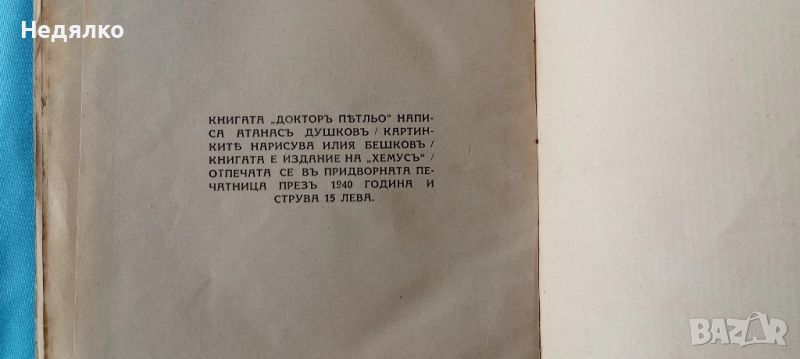 Недялко
КНИГАТА „ДОКТОРЪ ПѢТЛЬО“ НАПИ-
СА АТАНАСЪ ДУШКОВЪ / КАРТИН-
КИТѢ НАРИСУВА ИЛИЯ БЕШКОВЪ /
КНИГАТА Е ИЗДАНИЕ НА „ХЕМУСЪ“ /
ОТПЕЧАТА СЕ ВЪ ПРИДВОРНАТА ПЕ-
ЧАТНИЦА ПРЕЗЪ 1940 ГОДИНА И
СТРУВА 15 ЛЕВА.
BAZAR